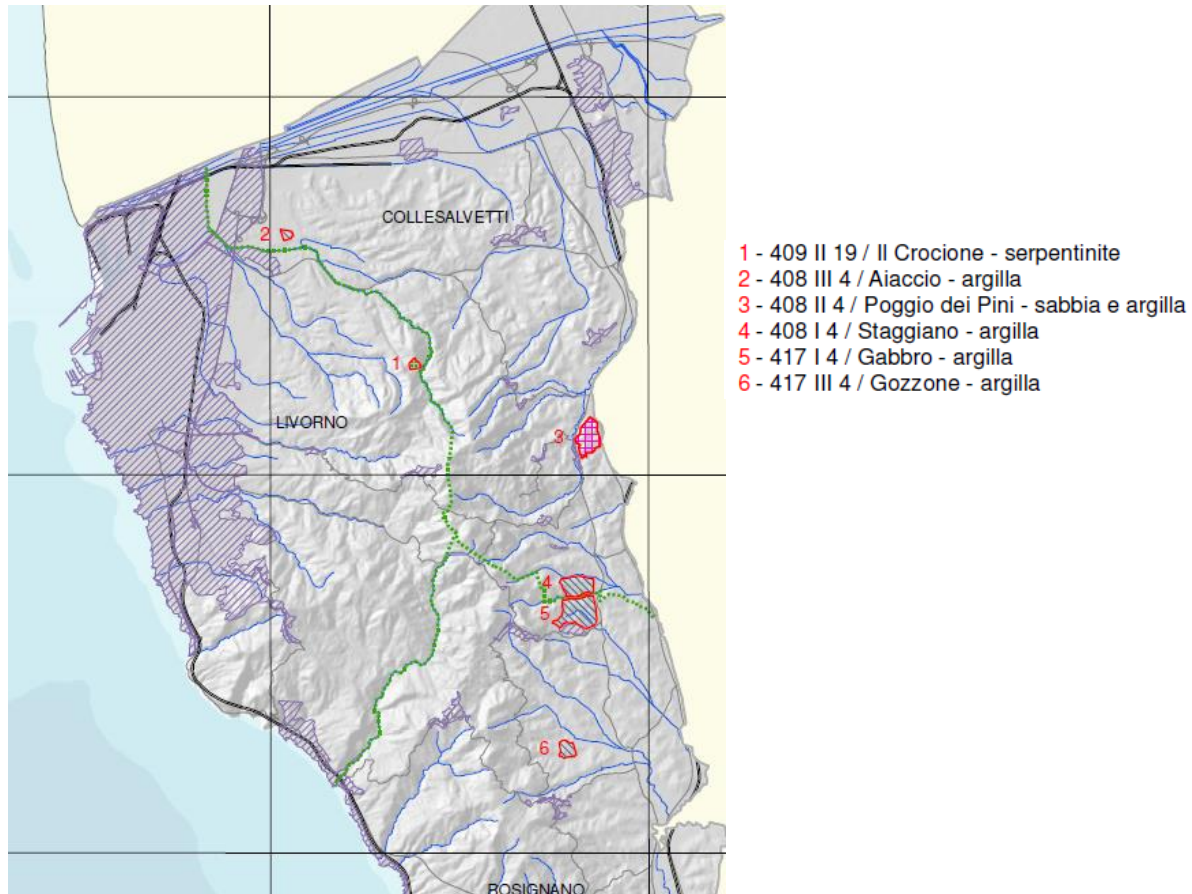 COLLESALVETTI
2
1
LIVORNO
3
4
5
6
ROSIGNANO
1 - 409 II 19 / Il Crocione - serpentinite
2 - 408 III 4 / Aiaccio - argilla
3 - 408 II 4 / Poggio dei Pini - sabbia e argilla
4 - 408 I 4 / Staggiano - argilla
5 - 417 I 4 / Gabbro - argilla
6 - 417 III 4 / Gozzone - argilla